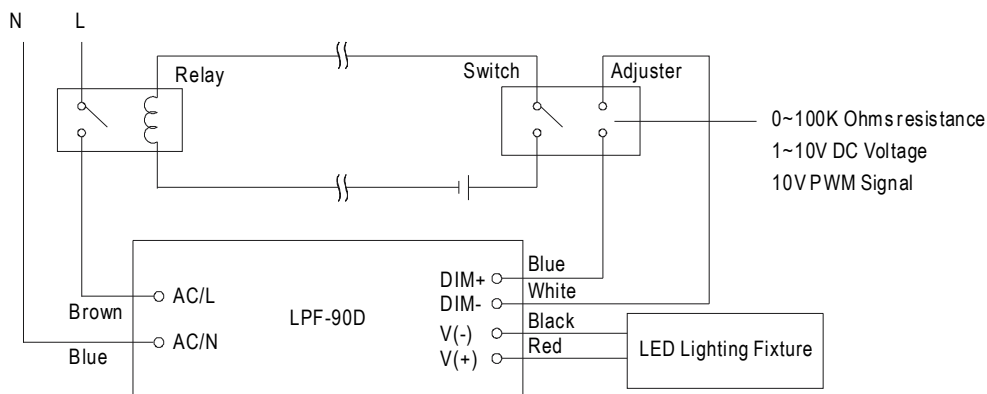 N L
Relay
Switch
Adjuster
0~100K Ohms resistance
1~10V DC Voltage
10V PWM Signal
Brown
Blue
AC/L
AC/N
LPF-90D
DIM+
DIM-
V(-)
V(+)
Blue
White
Black
Red
LED Lighting Fixture